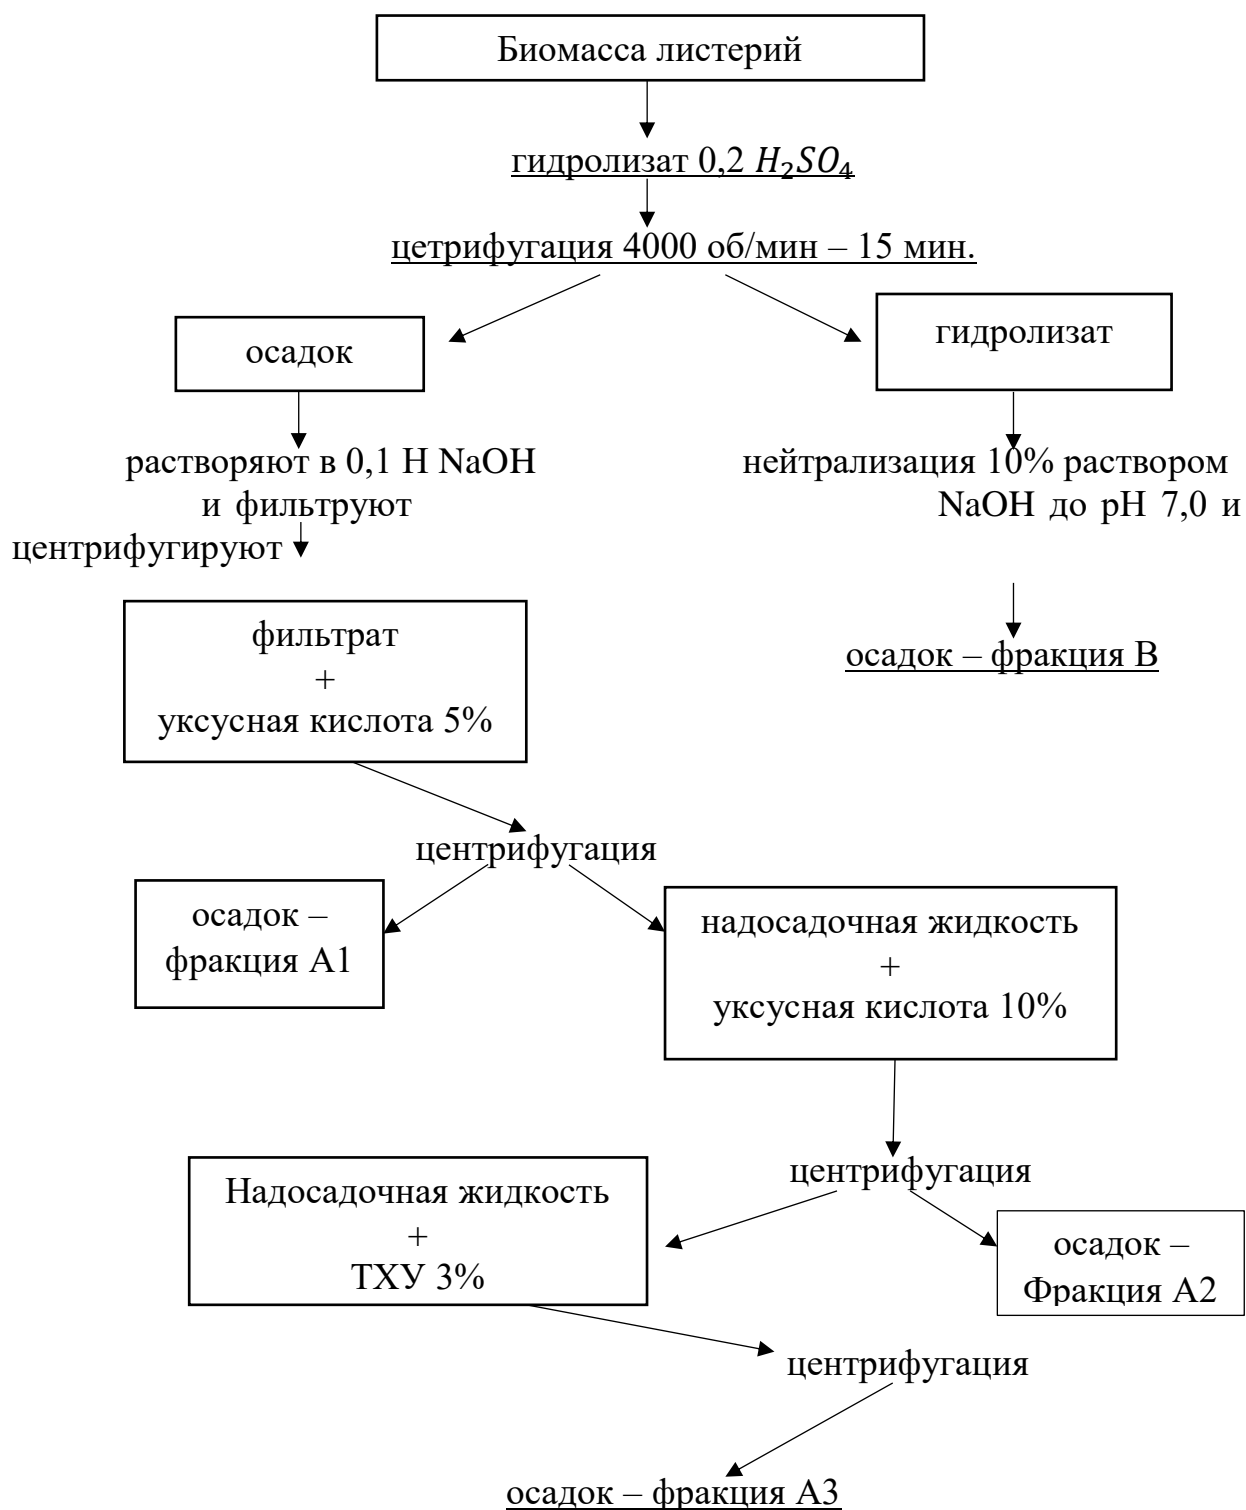 Биомасса листерий
гидролизат 0,2 H₂SO₄
цетрифугация 4000 об/мин – 15 мин.
осадок
гидролизат
растворяют в 0,1 Н NaOH
и фильтруют
центрифугируют
нейтрализация 10% раствором
NaOH до рН 7,0 и
фильтрат
+
уксусная кислота 5%
осадок – фракция В
центрифугация
осадок –
фракция А1
надосадочная жидкость
+
уксусная кислота 10%
центрифугация
Надосадочная жидкость
+
ТХУ 3%
осадок –
Фракция А2
центрифугация
осадок – фракция А3